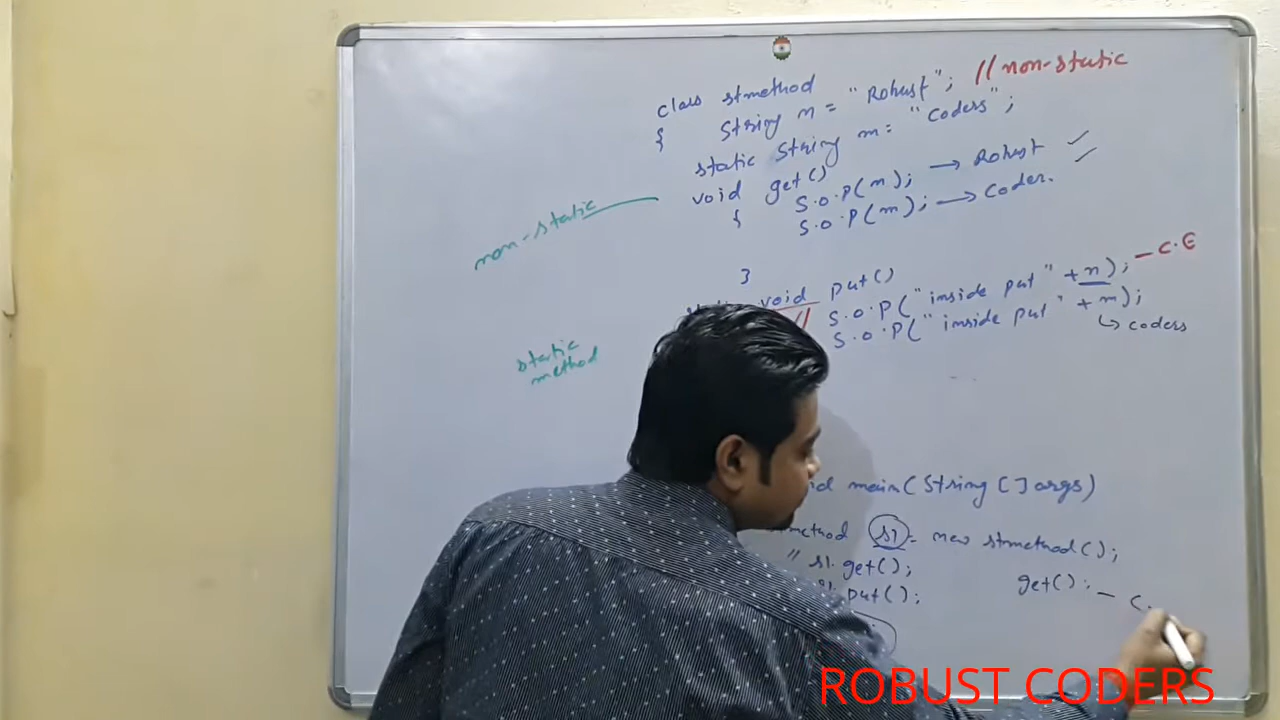 class stmethod
{ String n = "Robust"; // non-static
static String m = "Coders";
void get()
{ S.O.P(n); → Robust
S.O.P(m); → Coder.
non-static
}
void put()
// S.O.P("inside put" + n); - C.E
S.O.P("inside put" + m);
↳ coders
static
method
main(String [] args)
s1 = new stmethod();
" s1. get();
put();
get(); - C.
ROBUST CODERS